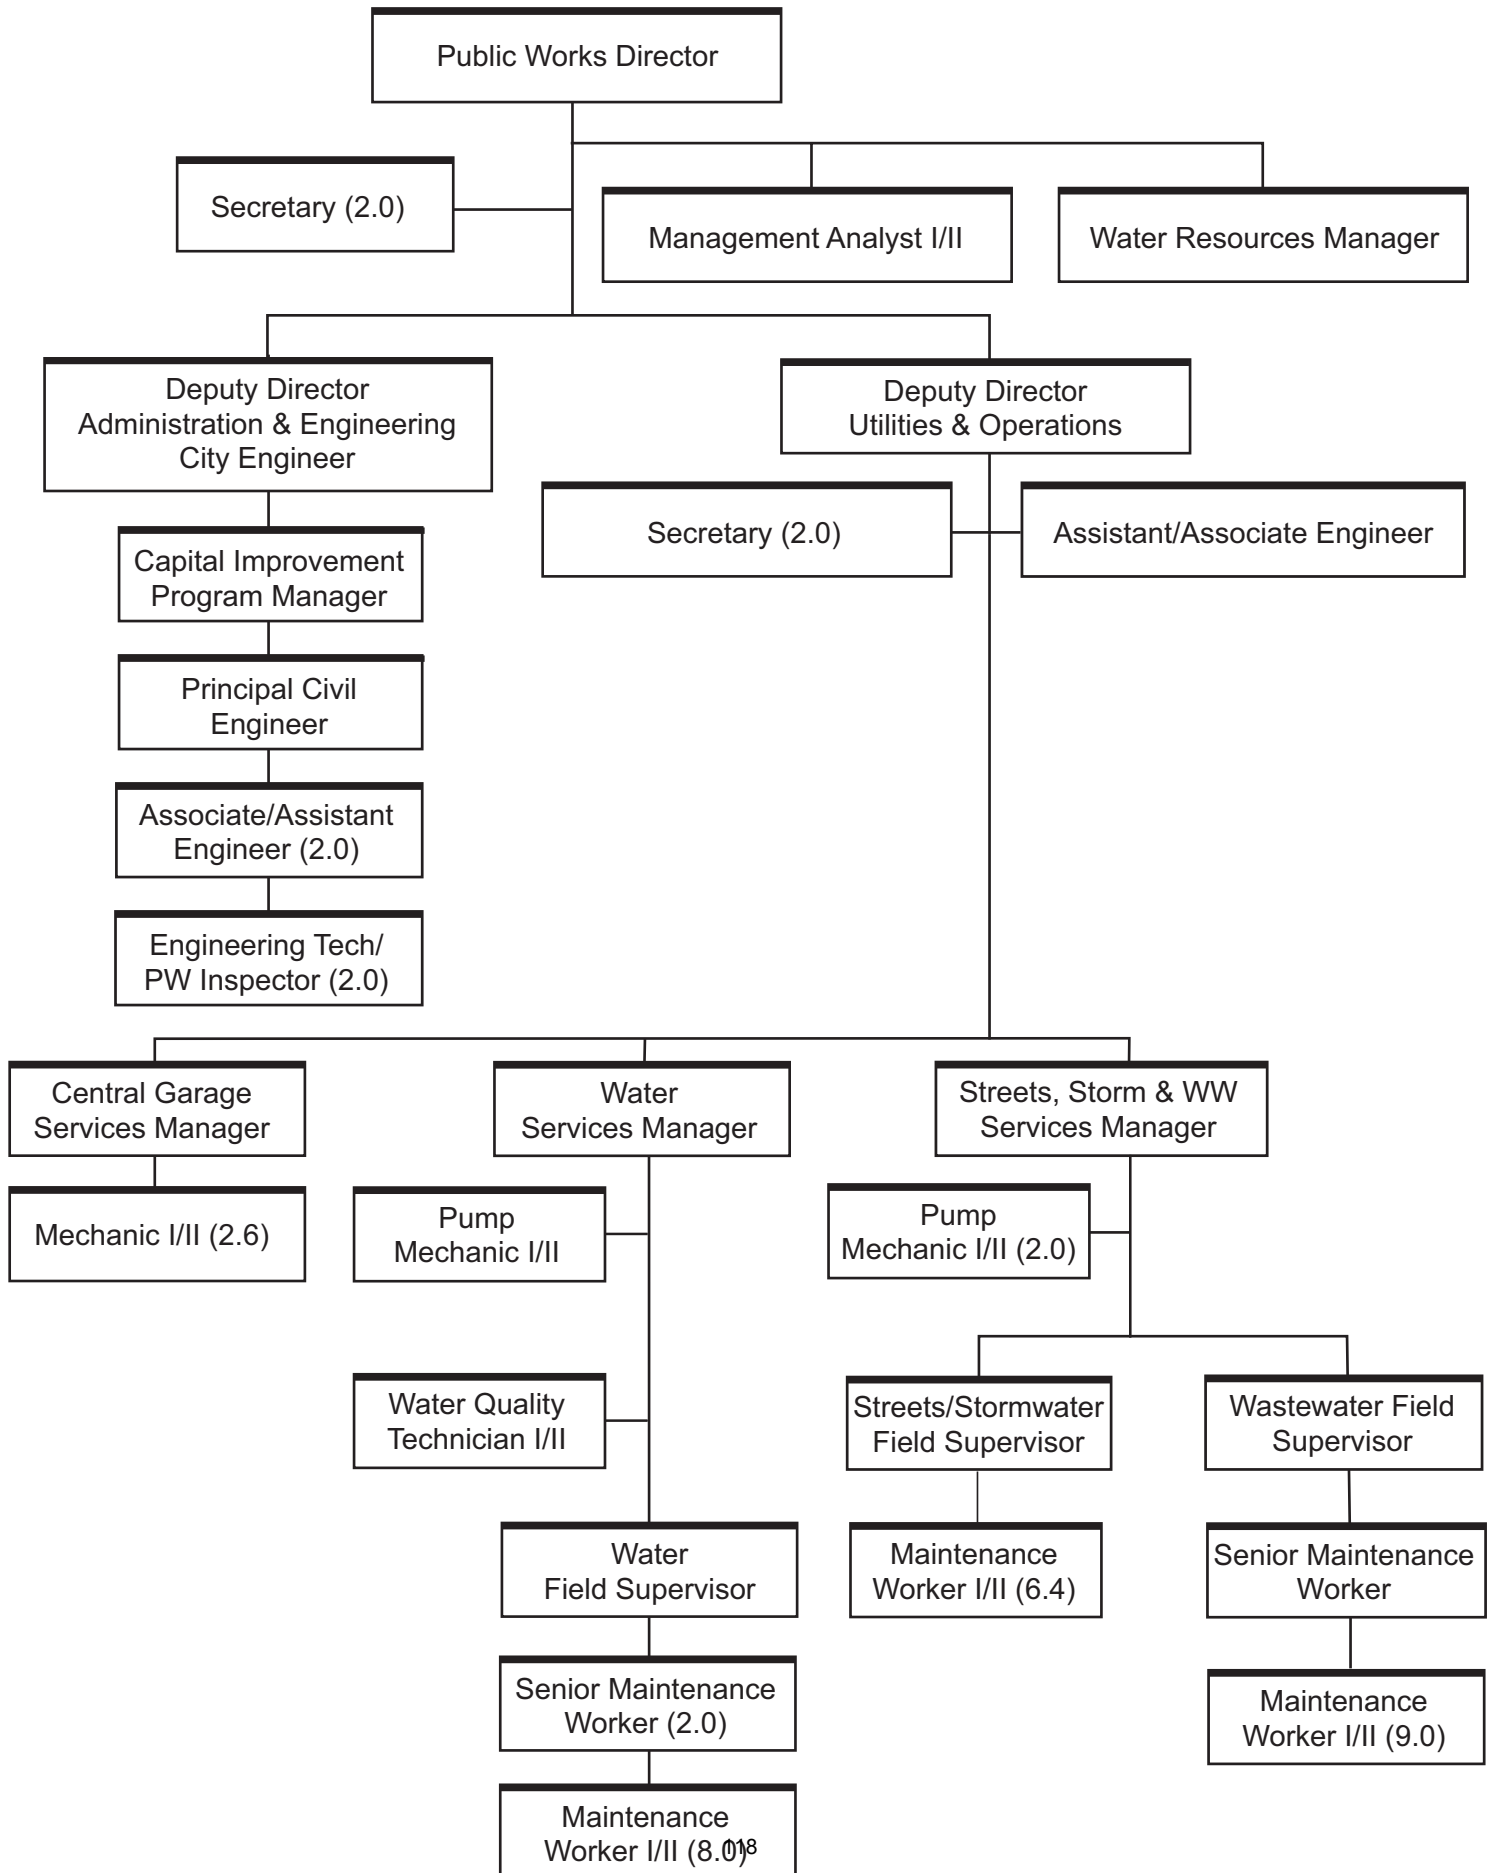 Public Works Director
Secretary (2.0)
Management Analyst I/II
Water Resources Manager
Deputy Director
Administration & Engineering
City Engineer
Deputy Director
Utilities & Operations
Secretary (2.0)
Assistant/Associate Engineer
Capital Improvement
Program Manager
Principal Civil
Engineer
Associate/Assistant
Engineer (2.0)
Engineering Tech/
PW Inspector (2.0)
Central Garage
Services Manager
Water
Services Manager
Streets, Storm & WW
Services Manager
Mechanic I/II (2.6)
Pump
Mechanic I/II
Pump
Mechanic I/II (2.0)
Water Quality
Technician I/II
Streets/Stormwater
Field Supervisor
Wastewater Field
Supervisor
Water
Field Supervisor
Maintenance
Worker I/II (6.4)
Senior Maintenance
Worker
Senior Maintenance
Worker (2.0)
Maintenance
Worker I/II (9.0)
Maintenance
Worker I/II (8.0)
118